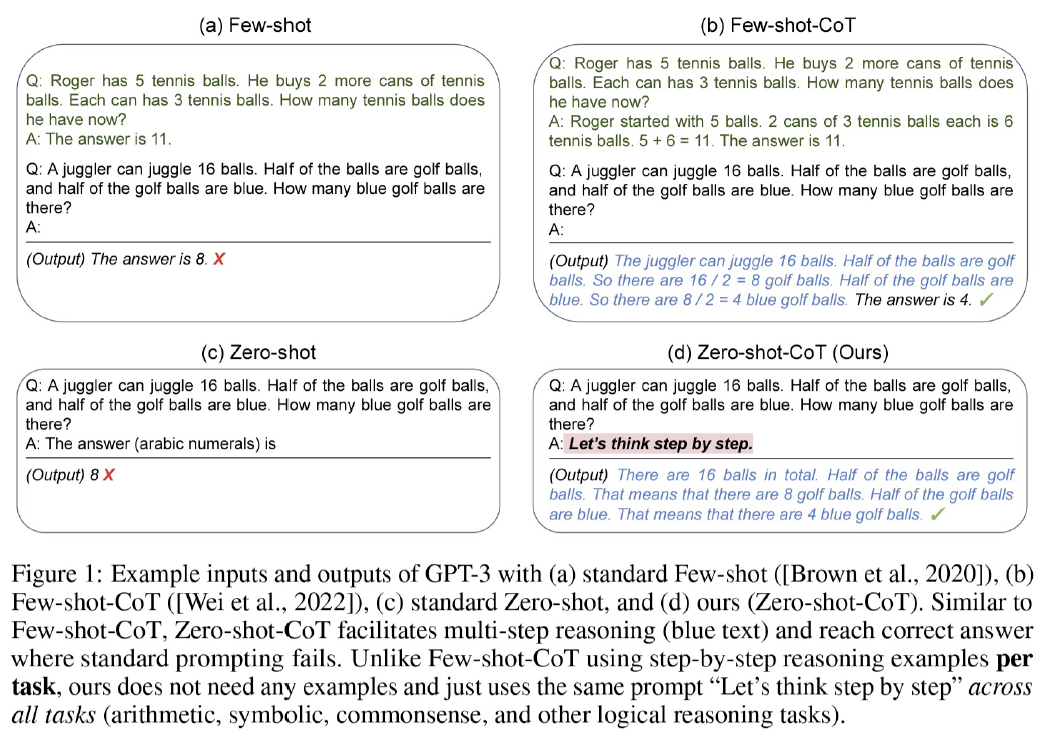 (a) Few-shot
Q: Roger has 5 tennis balls. He buys 2 more cans of tennis
balls. Each can has 3 tennis balls. How many tennis balls does
he have now?
A: The answer is 11.
Q: A juggler can juggle 16 balls. Half of the balls are golf balls,
and half of the golf balls are blue. How many blue golf balls are
there?
A:
(Output) The answer is 8. ✗
(b) Few-shot-CoT
Q: Roger has 5 tennis balls. He buys 2 more cans of tennis
balls. Each can has 3 tennis balls. How many tennis balls does
he have now?
A: Roger started with 5 balls. 2 cans of 3 tennis balls each is 6
tennis balls. 5 + 6 = 11. The answer is 11.
Q: A juggler can juggle 16 balls. Half of the balls are golf balls,
and half of the golf balls are blue. How many blue golf balls are
there?
A:
(Output) The juggler can juggle 16 balls. Half of the balls are golf
balls. So there are 16 / 2 = 8 golf balls. Half of the golf balls are
blue. So there are 8 / 2 = 4 blue golf balls. The answer is 4. ✓
(c) Zero-shot
Q: A juggler can juggle 16 balls. Half of the balls are golf balls,
and half of the golf balls are blue. How many blue golf balls are
there?
A: The answer (arabic numerals) is
(Output) 8 ✗
(d) Zero-shot-CoT (Ours)
Q: A juggler can juggle 16 balls. Half of the balls are golf balls,
and half of the golf balls are blue. How many blue golf balls are
there?
A: Let's think step by step.
(Output) There are 16 balls in total. Half of the balls are golf
balls. That means that there are 8 golf balls. Half of the golf balls
are blue. That means that there are 4 blue golf balls. ✓
Figure 1: Example inputs and outputs of GPT-3 with (a) standard Few-shot ([Brown et al., 2020]), (b)
Few-shot-CoT ([Wei et al., 2022]), (c) standard Zero-shot, and (d) ours (Zero-shot-CoT). Similar to
Few-shot-CoT, Zero-shot-CoT facilitates multi-step reasoning (blue text) and reach correct answer
where standard prompting fails. Unlike Few-shot-CoT using step-by-step reasoning examples per
task, ours does not need any examples and just uses the same prompt “Let's think step by step” across
all tasks (arithmetic, symbolic, commonsense, and other logical reasoning tasks).